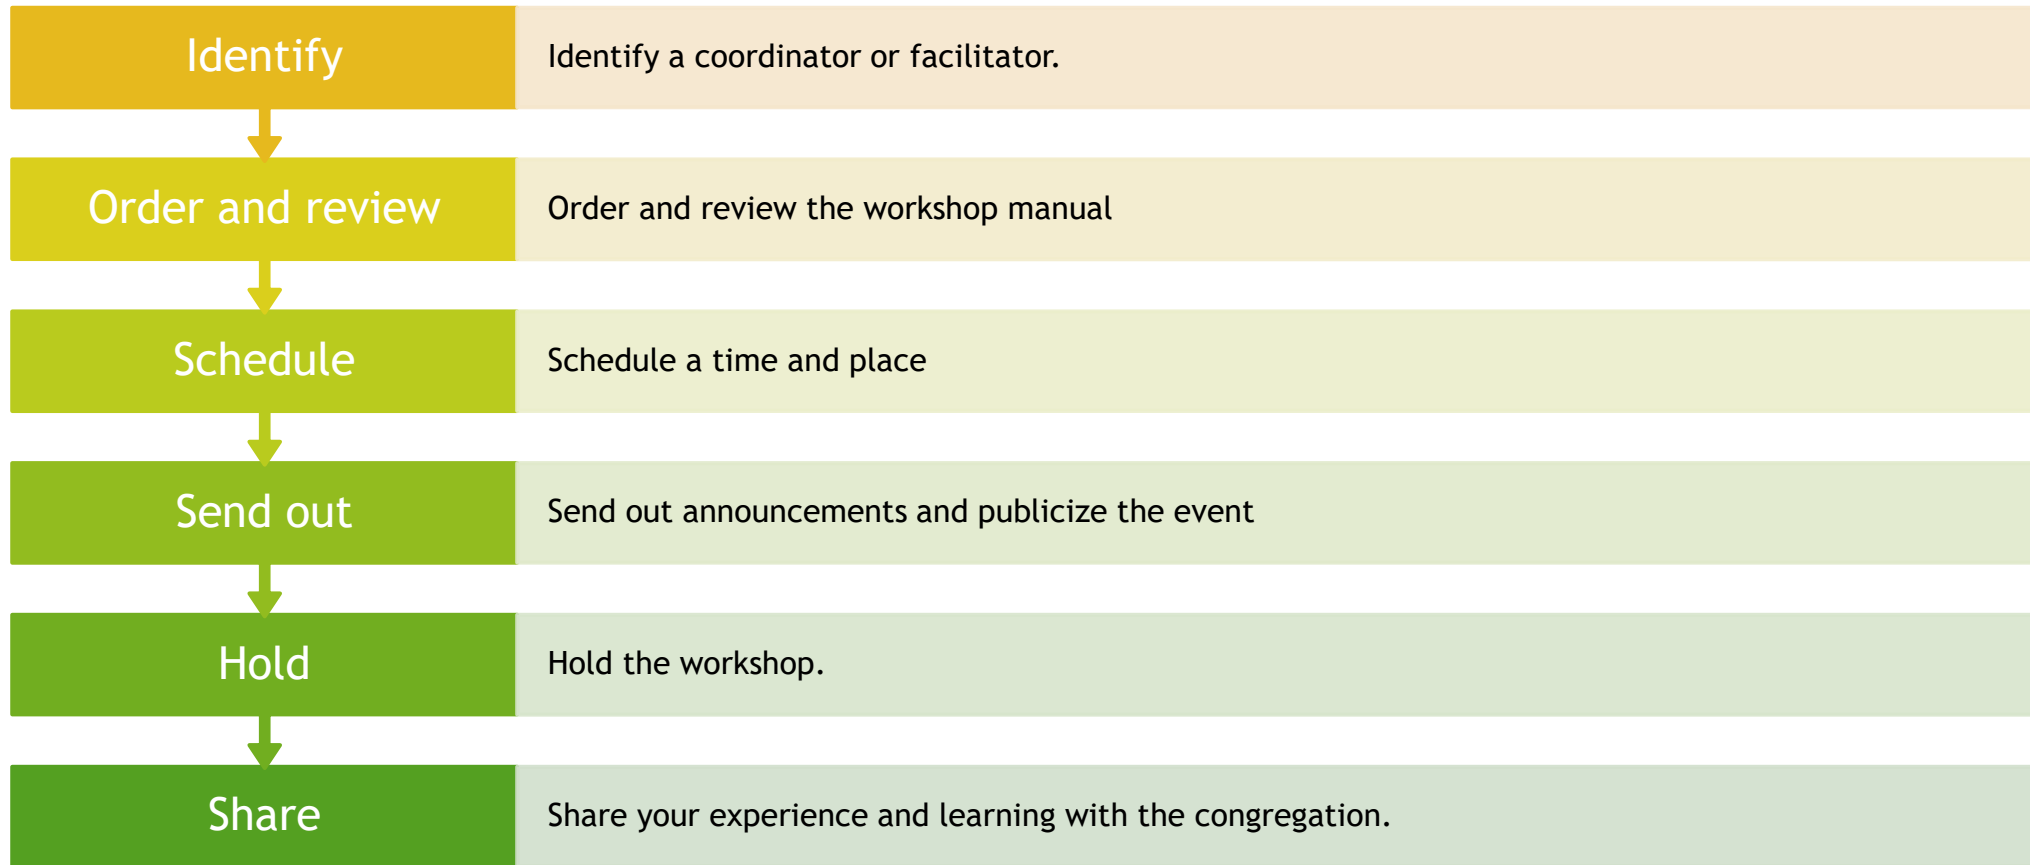 Identify
Identify a coordinator or facilitator.
Order and review
Order and review the workshop manual
Schedule
Schedule a time and place
Send out
Send out announcements and publicize the event
Hold
Hold the workshop.
Share
Share your experience and learning with the congregation.